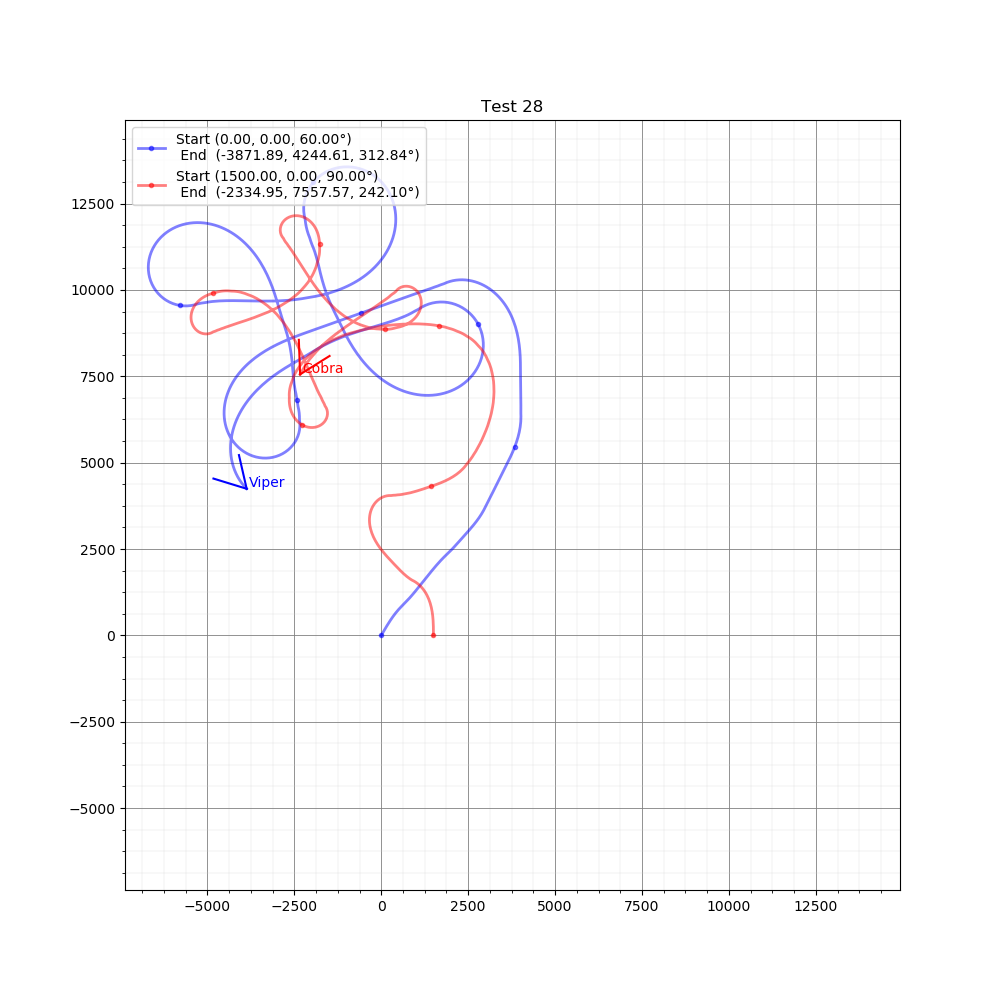 Test 28
Start (0.00, 0.00, 60.00°)
End (-3871.89, 4244.61, 312.84°)
Start (1500.00, 0.00, 90.00°)
End (-2334.95, 7557.57, 242.10°)
12500
10000
7500
5000
2500
0
−2500
−5000
Cobra
Viper
−5000 −2500 0 2500 5000 7500 10000 12500